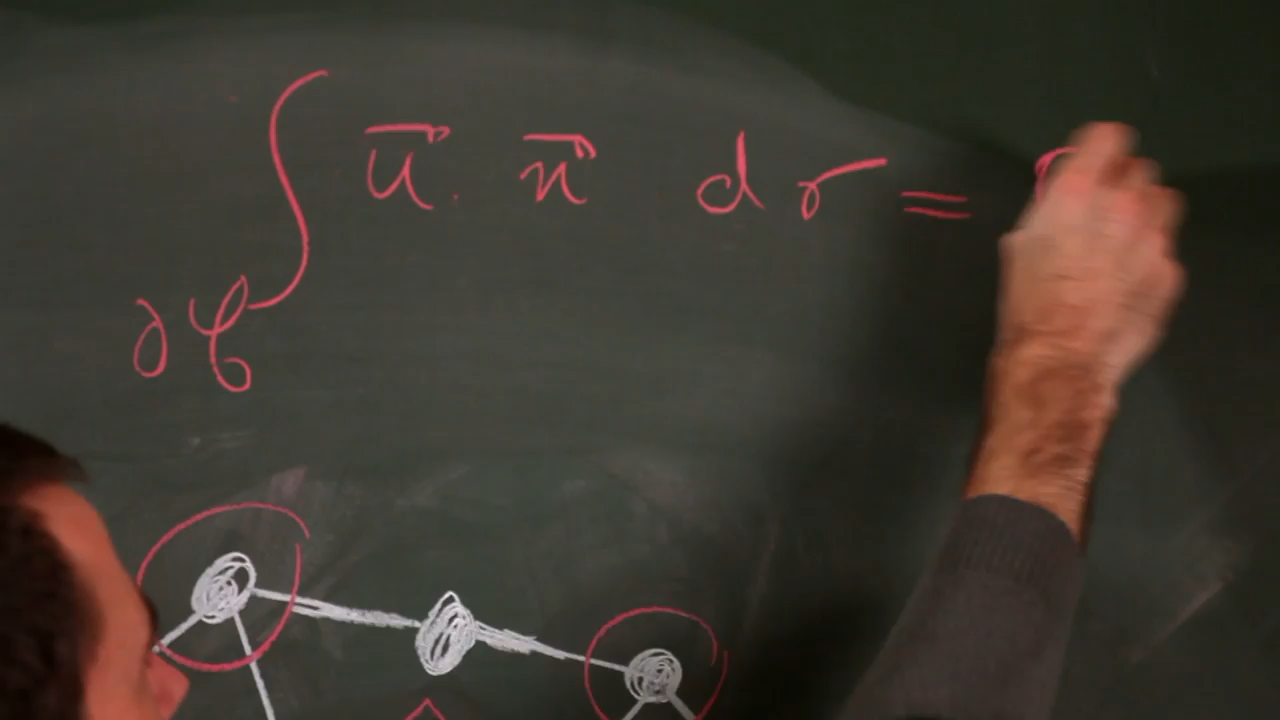 ∫ u⃗ . n⃗ dσ =
∂𝒞